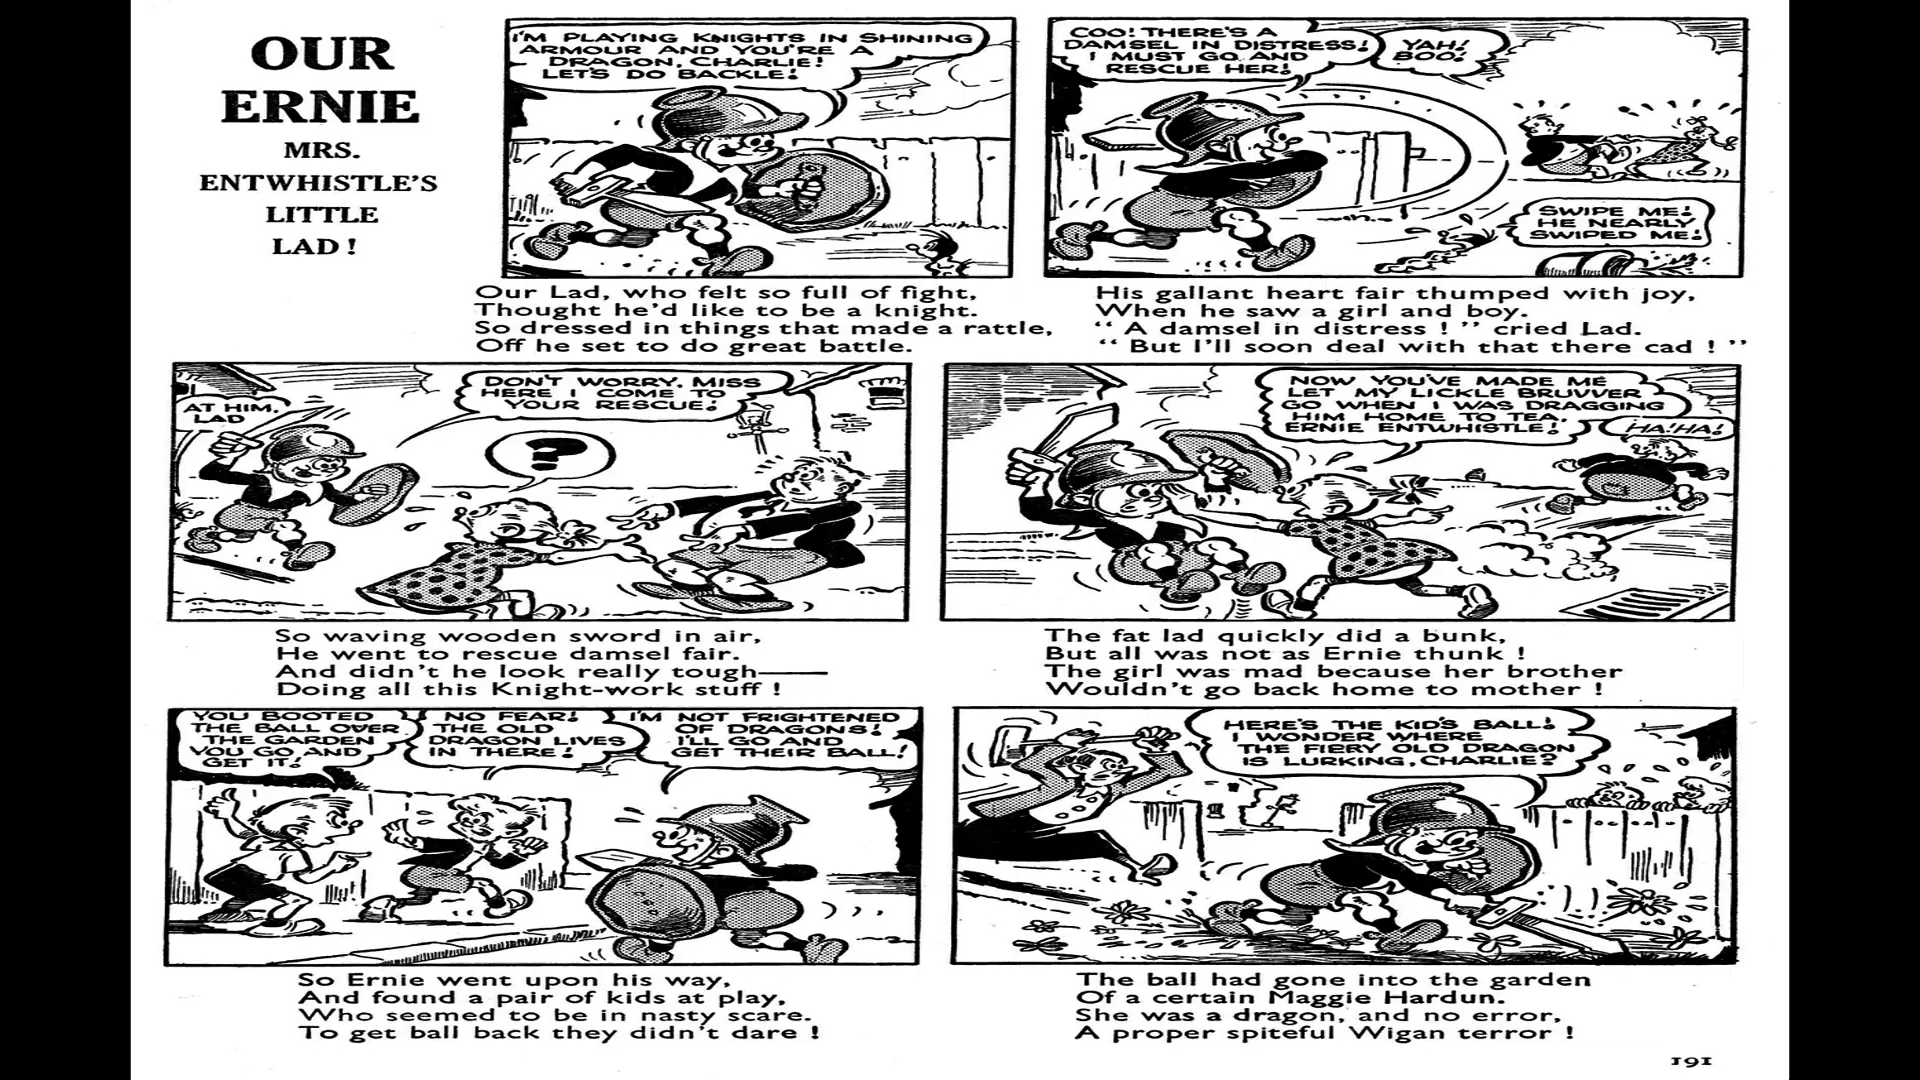 OUR
ERNIE
MRS.
ENTWHISTLE'S
LITTLE
LAD!
I'M PLAYING KNIGHTS IN SHINING
ARMOUR AND YOU'RE A
DRAGON, CHARLIE!
LET'S DO BACKLE!
Our Lad, who felt so full of fight,
Thought he'd like to be a knight.
So dressed in things that made a rattle,
Off he set to do great battle.
COO! THERE'S A
DAMSEL IN DISTRESS!
I MUST GO AND
RESCUE HER!
YAH!
BOO!
SWIPE ME!
HE NEARLY
SWIPED ME!
His gallant heart fair thumped with joy,
When he saw a girl and boy.
"A damsel in distress!" cried Lad.
"But I'll soon deal with that there cad!"
AT HIM,
LAD
DON'T WORRY, MISS
HERE I COME TO
YOUR RESCUE!
?
So waving wooden sword in air,
He went to rescue damsel fair.
And didn't he look really tough——
Doing all this Knight-work stuff!
NOW YOU'VE MADE ME
LET MY LICKLE BRUVVER
GO WHEN I WAS DRAGGING
HIM HOME TO TEA,
ERNIE ENTWHISTLE!
HA! HA!
The fat lad quickly did a bunk,
But all was not as Ernie thunk!
The girl was mad because her brother
Wouldn't go back home to mother!
YOU BOOTED
THE BALL OVER
THE GARDEN
YOU GO AND
GET IT!
NO FEAR!
THE OLD
DRAGON LIVES
IN THERE!
I'M NOT FRIGHTENED
OF DRAGONS!
I'LL GO AND
GET THEIR BALL!
So Ernie went upon his way,
And found a pair of kids at play,
Who seemed to be in nasty scare.
To get ball back they didn't dare!
HERE'S THE KID'S BALL!
I WONDER WHERE
THE FIERY OLD DRAGON
IS LURKING, CHARLIE?
The ball had gone into the garden
Of a certain Maggie Hardun.
She was a dragon, and no error,
A proper spiteful Wigan terror!
191